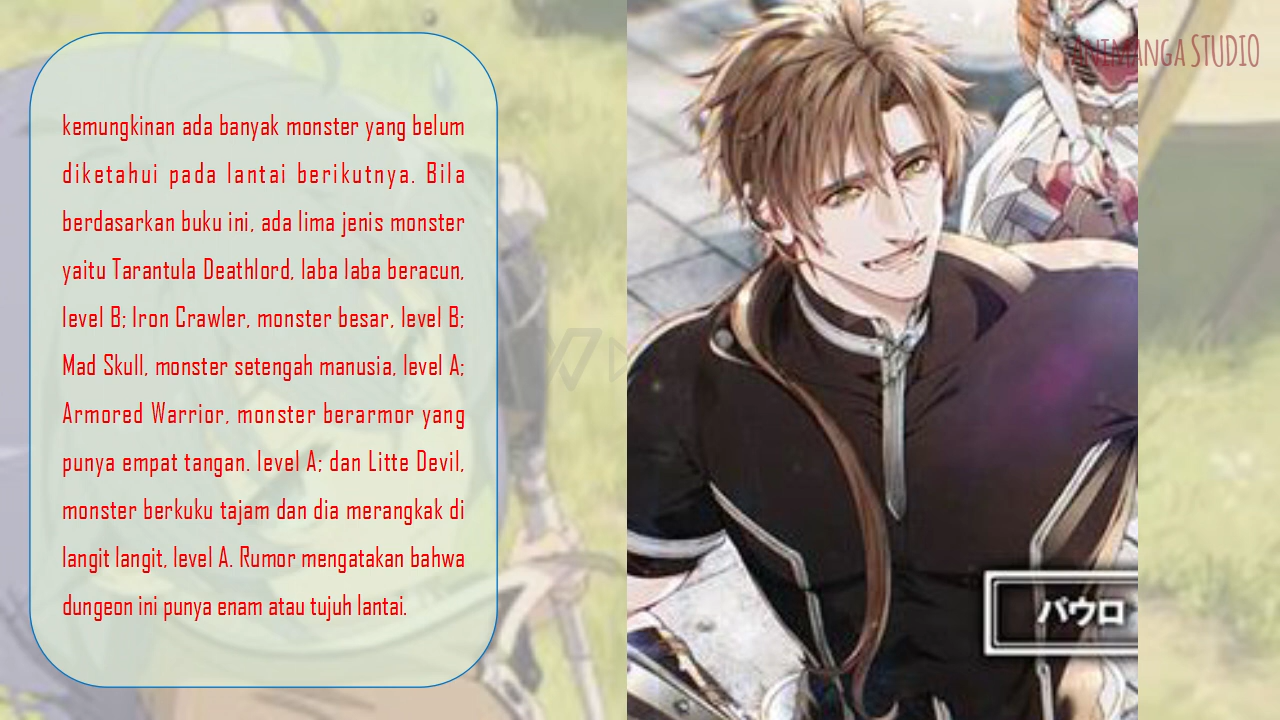 kemungkinan ada banyak monster yang belum
diketahui pada lantai berikutnya. Bila
berdasarkan buku ini, ada lima jenis monster
yaitu Tarantula Deathlord, laba laba beracun,
level B; Iron Crawler, monster besar, level B;
Mad Skull, monster setengah manusia, level A;
Armored Warrior, monster berarmor yang
punya empat tangan. level A; dan Litte Devil,
monster berkuku tajam dan dia merangkak di
langit langit, level A. Rumor mengatakan bahwa
dungeon ini punya enam atau tujuh lantai.
ANIMANGA STUDIO
パウロ